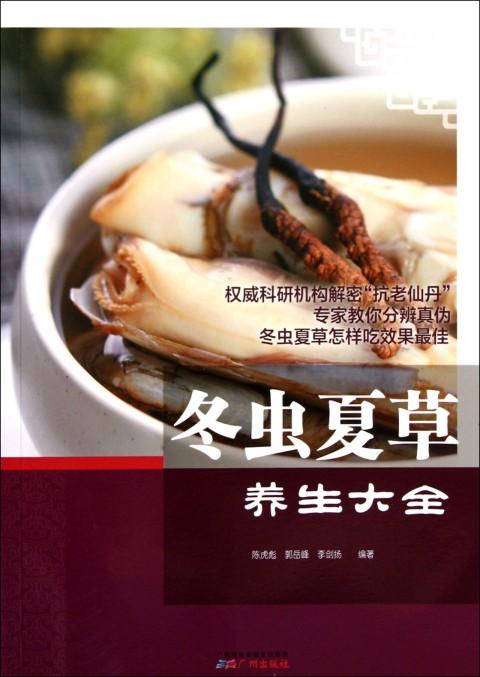 权威科研机构解密“抗老仙丹”
专家教你分辨真伪
冬虫夏草怎样吃效果最佳
冬虫夏草
养生大全
陈虎彪 郭岳峰 李剑扬 编著
广州出版社